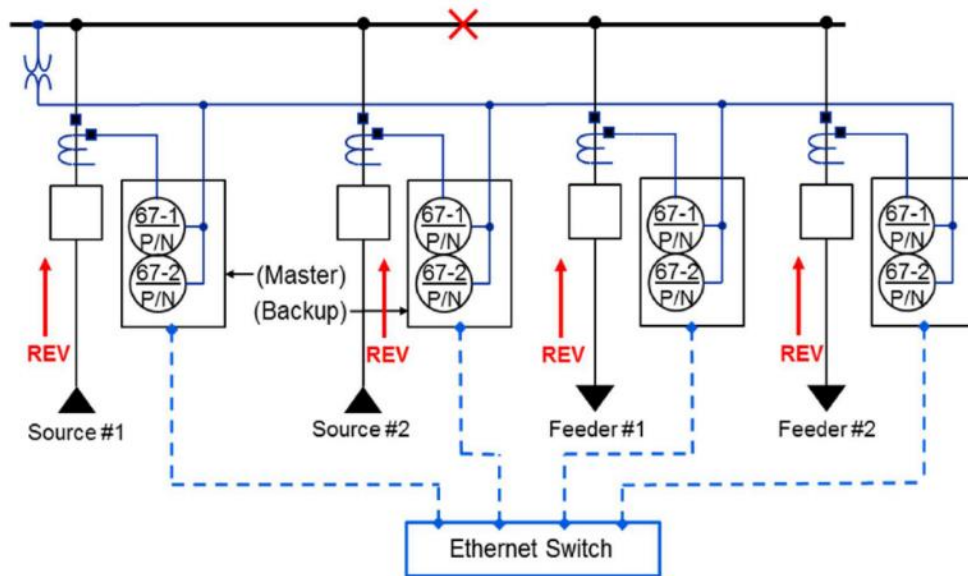 67-1
P/N
67-2
P/N
67-1
P/N
67-2
P/N
67-1
P/N
67-2
P/N
67-1
P/N
67-2
P/N
(Master)
(Backup)
REV
REV
REV
REV
Source #1
Source #2
Feeder #1
Feeder #2
Ethernet Switch